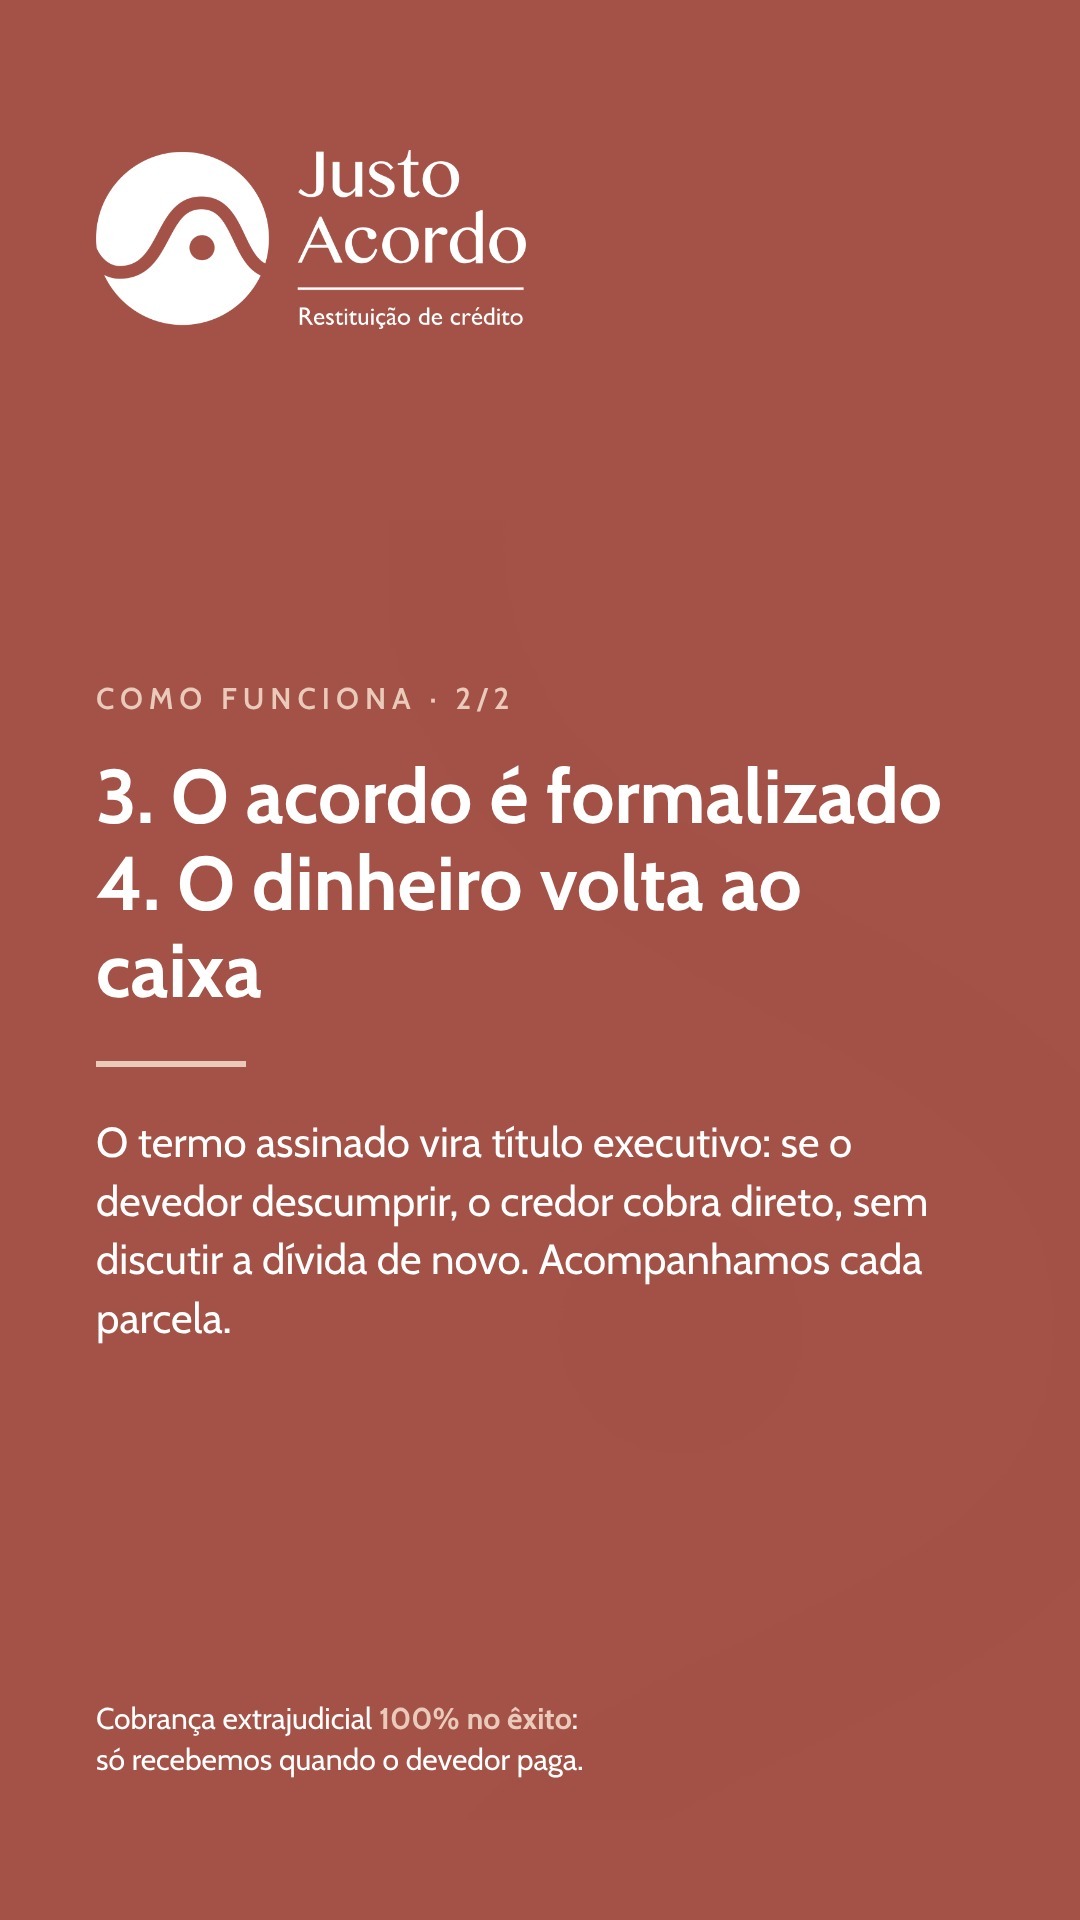 Justo
Acordo
Restituição de crédito
COMO FUNCIONA · 2/2
3. O acordo é formalizado
4. O dinheiro volta ao
caixa
O termo assinado vira título executivo: se o
devedor descumprir, o credor cobra direto, sem
discutir a dívida de novo. Acompanhamos cada
parcela.
Cobrança extrajudicial 100% no êxito:
só recebemos quando o devedor paga.